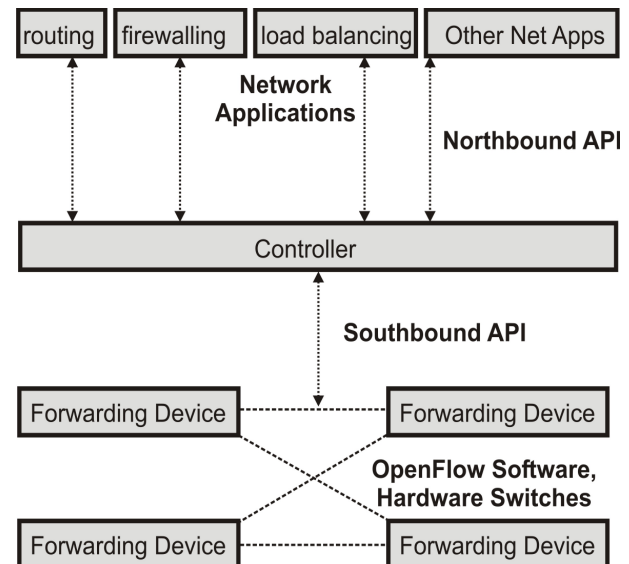 routing
firewalling
load balancing
Other Net Apps
Network
Applications
Northbound API
Controller
Southbound API
Forwarding Device
Forwarding Device
OpenFlow Software,
Hardware Switches
Forwarding Device
Forwarding Device